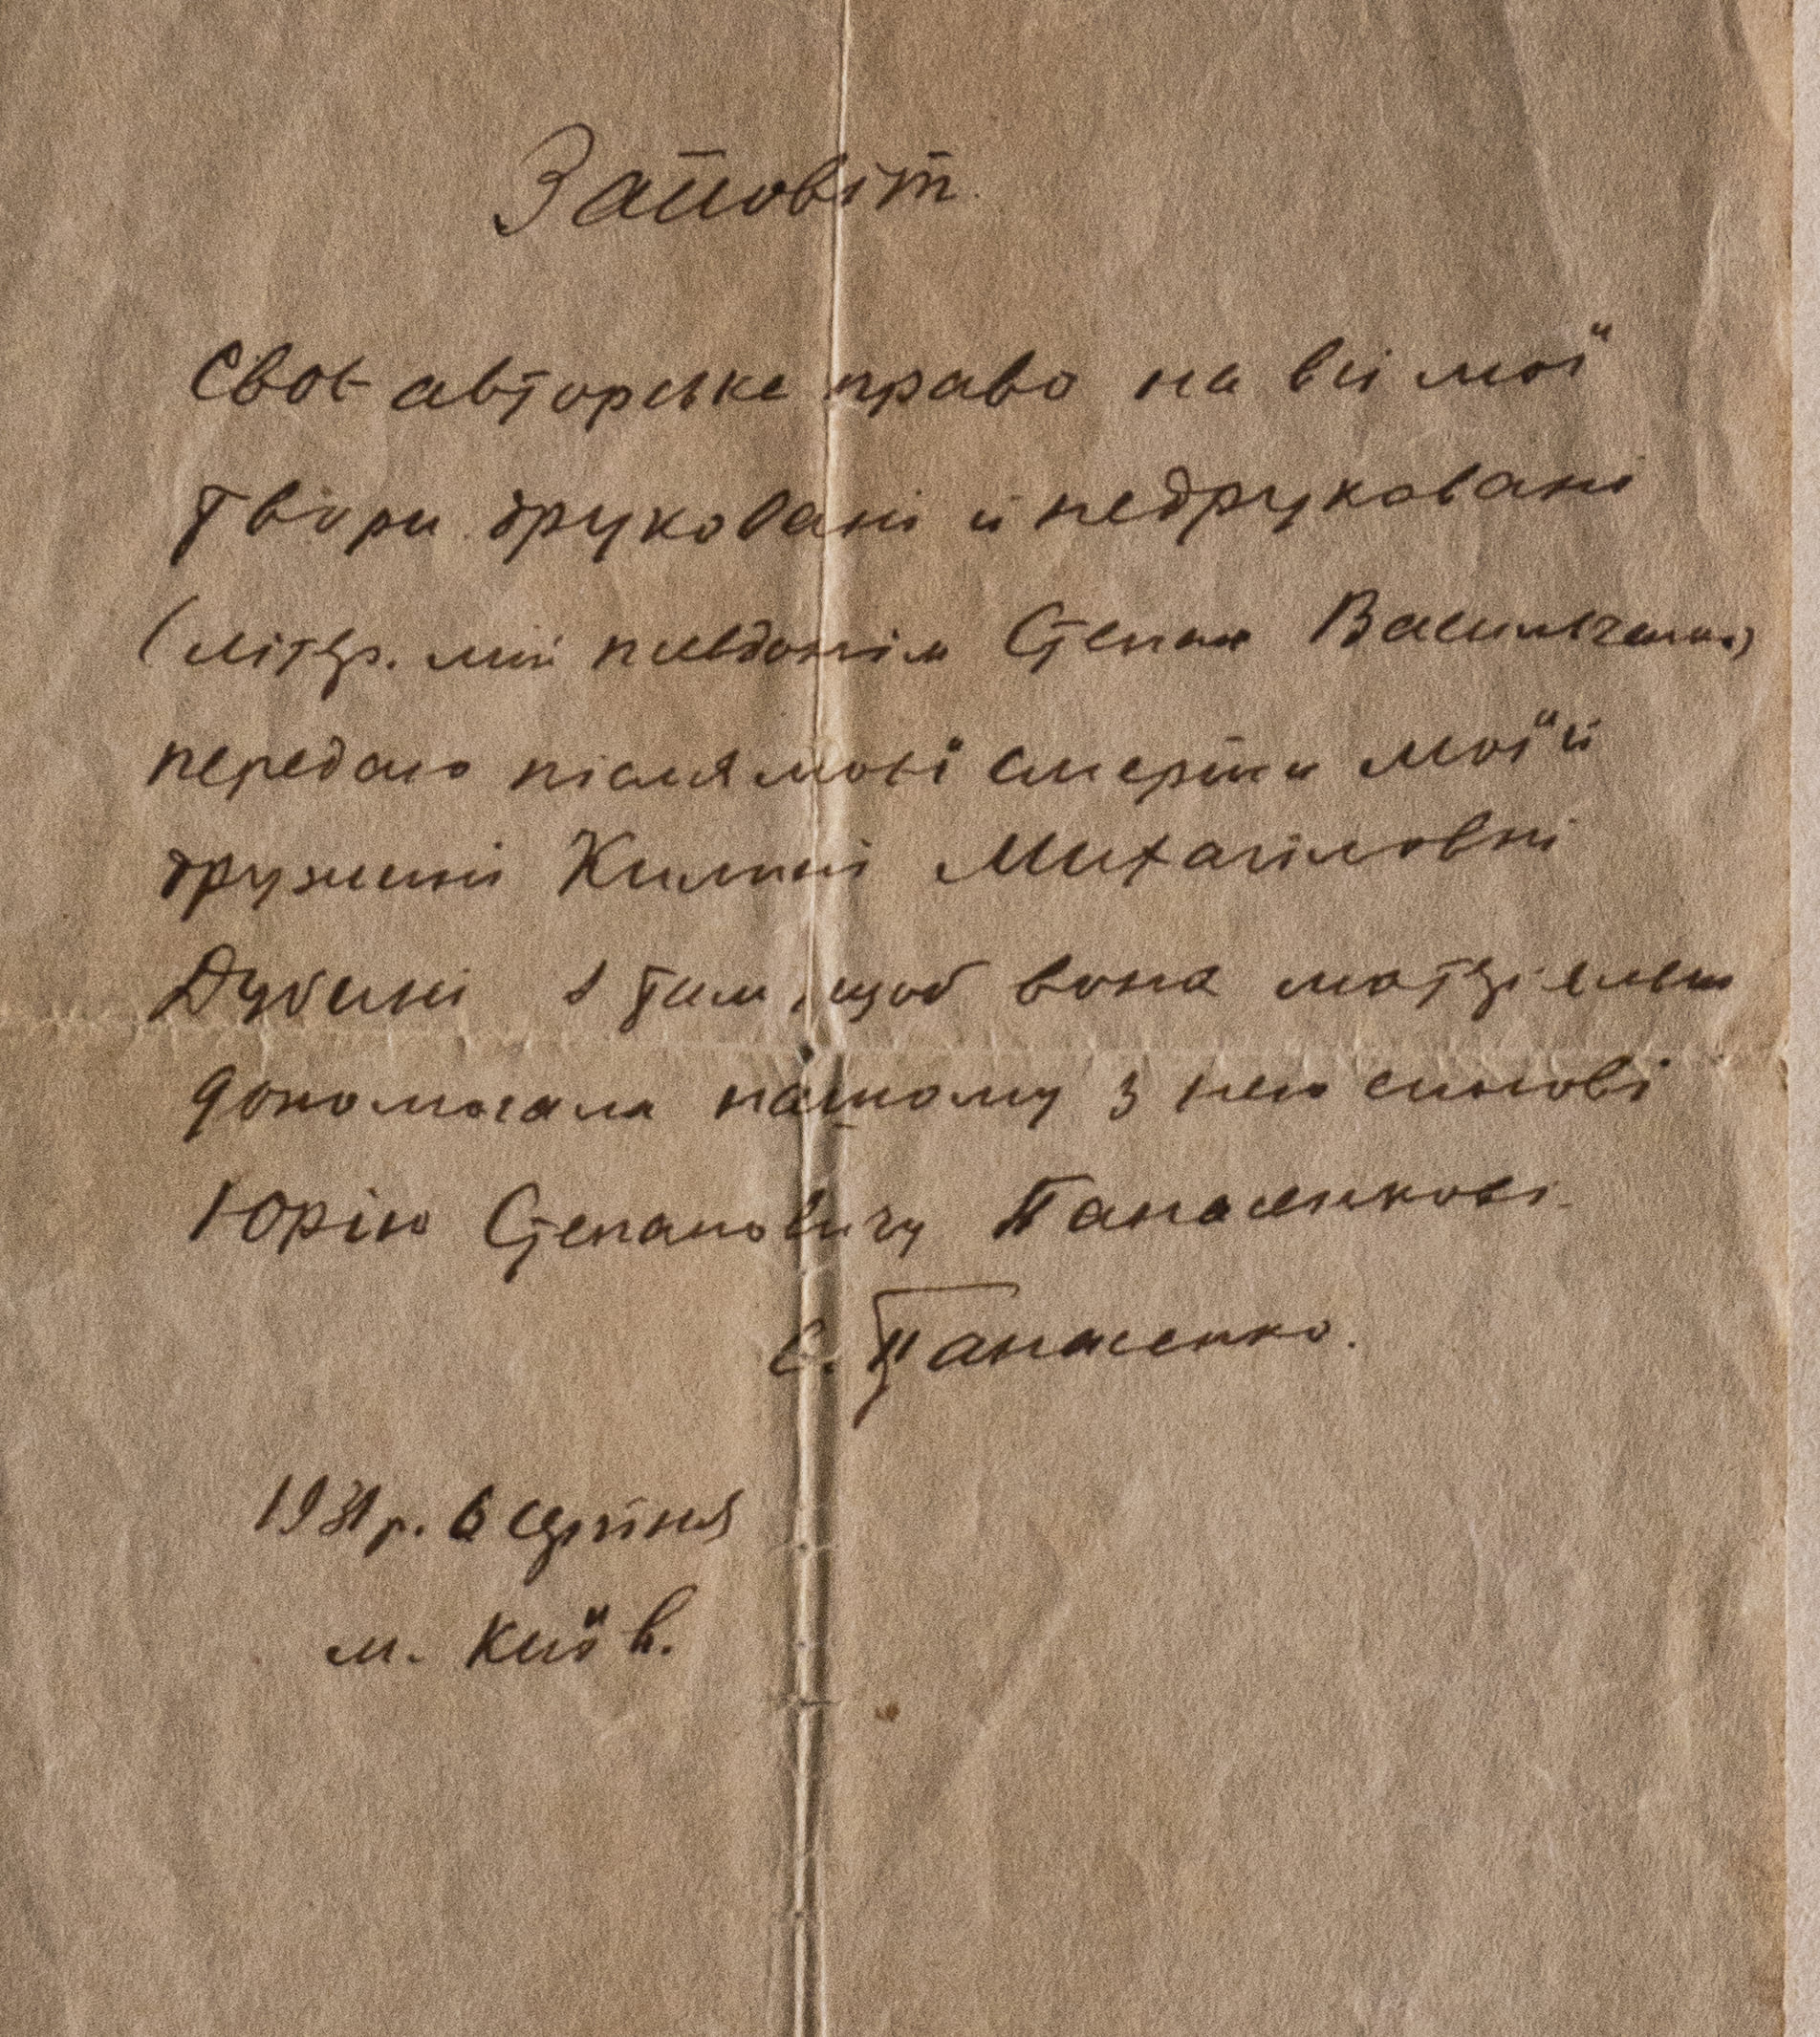 Заповіт.
Своє авторське право на всі мої
твори друковані й недруковані
(літер. мій псевдонім Степан Васильченко)
передаю після моєї смерти моїй
дружині Килині Михаіловні
Дубині з тим, щоб вона матеріяльно
допомагала нашому з нею синові
Юрію Степановичу Панасенкові.
С. Панасенко.
1931 р. 6 серпня
м. Київ.